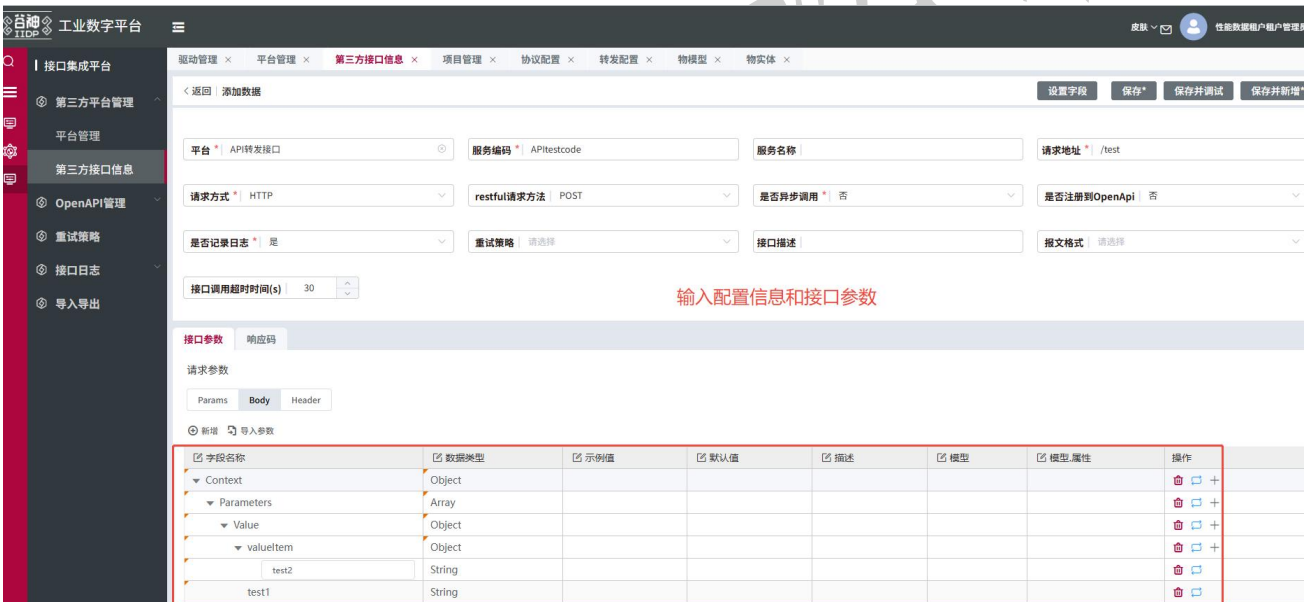 谷神 IIDP 工业数字平台 皮肤 性能数据租户租户管理员
接口集成平台
第三方平台管理
平台管理
第三方接口信息
OpenAPI管理
重试策略
接口日志
导入导出
驱动管理 × 平台管理 × 第三方接口信息 × 项目管理 × 协议配置 × 转发配置 × 物模型 × 物实体 ×
< 返回 添加数据 设置字段 保存* 保存并调试 保存并新增*
平台 * API转发接口 服务编码 * APItestcode 服务名称 请求地址 * /test
请求方式 * HTTP restful请求方法 POST 是否异步调用 * 否 是否注册到OpenApi 否
是否记录日志 * 是 重试策略 请选择 接口描述 报文格式 请选择
接口调用超时时间(s) 30
输入配置信息和接口参数
接口参数 响应码
请求参数
Params Body Header
新增 导入参数
字段名称 数据类型 示例值 默认值 描述 模型 模型.属性 操作
Context Object
Parameters Array
Value Object
valueItem Object
test2 String
test1 String